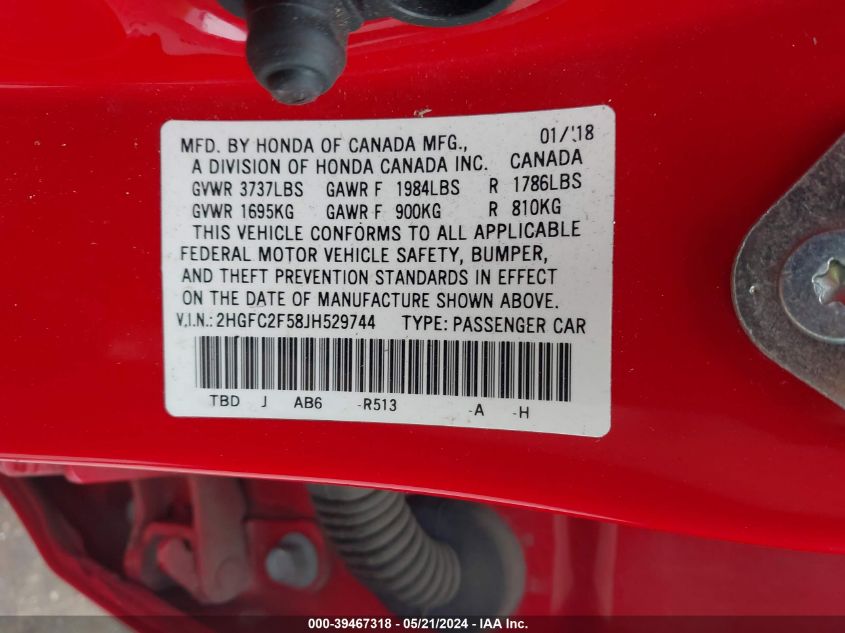 MFD. BY HONDA OF CANADA MFG., 01/'18
A DIVISION OF HONDA CANADA INC. CANADA
GVWR 3737LBS GAWR F 1984LBS R 1786LBS
GVWR 1695KG GAWR F 900KG R 810KG
THIS VEHICLE CONFORMS TO ALL APPLICABLE
FEDERAL MOTOR VEHICLE SAFETY, BUMPER,
AND THEFT PREVENTION STANDARDS IN EFFECT
ON THE DATE OF MANUFACTURE SHOWN ABOVE.
V.I.N.: 2HGFC2F58JH529744 TYPE: PASSENGER CAR
TBD J AB6 -R513 -A -H
000-39467318 - 05/21/2024 - IAA Inc.